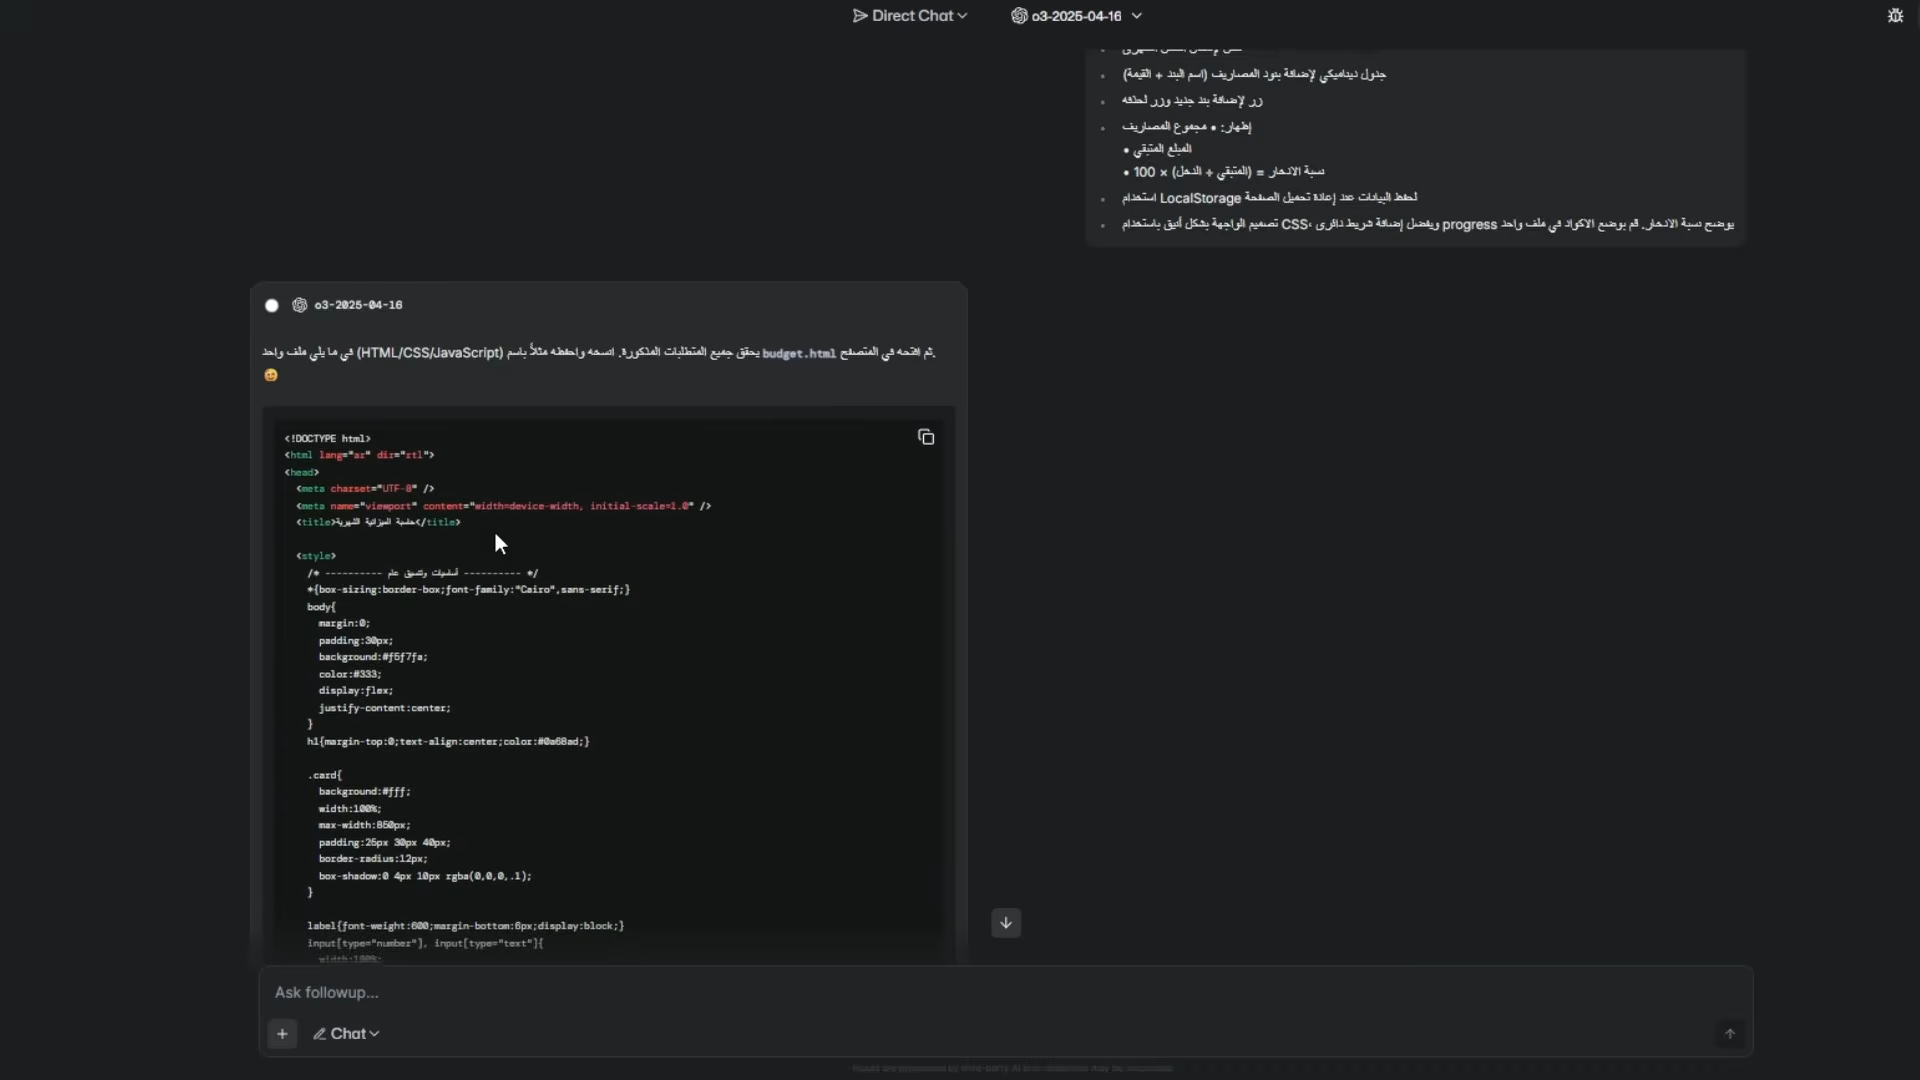 Direct Chat
o3-2025-04-16
جدول ديناميكي لإضافة بنود المصاريف (اسم البند + القيمة)
زر لإضافة بند جديد وزر لحذفه
إظهار: • مجموع المصاريف
• المبلغ المتبقي
• نسبة الادخار = (المتبقي ÷ الدخل) × 100
استخدام LocalStorage لحفظ البيانات عند إعادة تحميل الصفحة
تصميم الواجهة بشكل أنيق باستخدام CSS، ويفضل إضافة شريط دائرى progress يوضح نسبة الادخار. قم بوضع الاكواد في ملف واحد
o3-2025-04-16
في ما يلي ملف واحد (HTML/CSS/JavaScript) يحقق جميع المتطلبات المذكورة. انسخه واحفظه مثلاً باسم budget.html ثم افتحه في المتصفح.
<!DOCTYPE html>
<html lang="ar" dir="rtl">
<head>
<meta charset="UTF-8" />
<meta name="viewport" content="width=device-width, initial-scale=1.0" />
<title>حاسبة الميزانية الشهرية</title>
<style>
/* ---------- أساسيات وتنسيق عام ---------- */
*{box-sizing:border-box;font-family:"Cairo",sans-serif;}
body{
margin:0;
padding:30px;
background:#f5f7fa;
color:#333;
display:flex;
justify-content:center;
}
h1{margin-top:0;text-align:center;color:#0a68ad;}
.card{
background:#fff;
width:100%;
max-width:850px;
padding:25px 30px 40px;
border-radius:12px;
box-shadow:0 4px 10px rgba(0,0,0,.1);
}
label{font-weight:600;margin-bottom:6px;display:block;}
input[type="number"], input[type="text"]{
width:100%;
Ask followup...
Chat